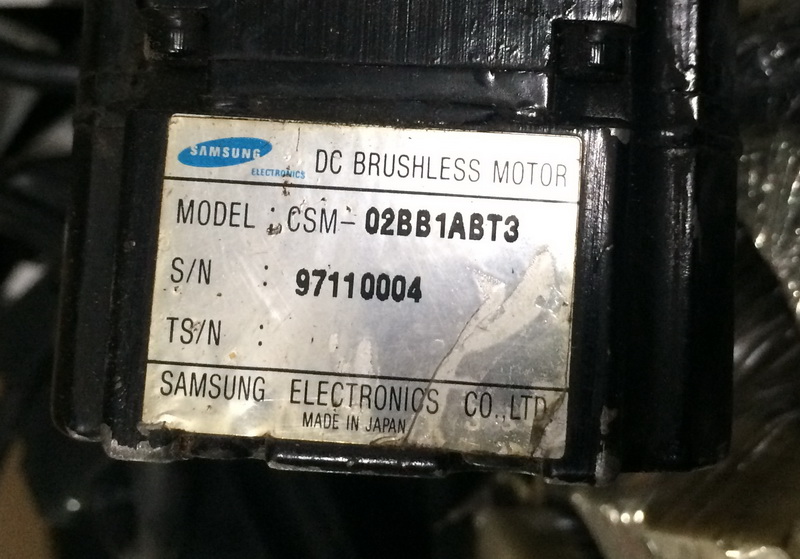 SAMSUNG
ELECTRONICS
DC BRUSHLESS MOTOR
MODEL : CSM- 02BB1ABT3
S/N : 97110004
TS/N :
SAMSUNG ELECTRONICS CO.,LTD
MADE IN JAPAN